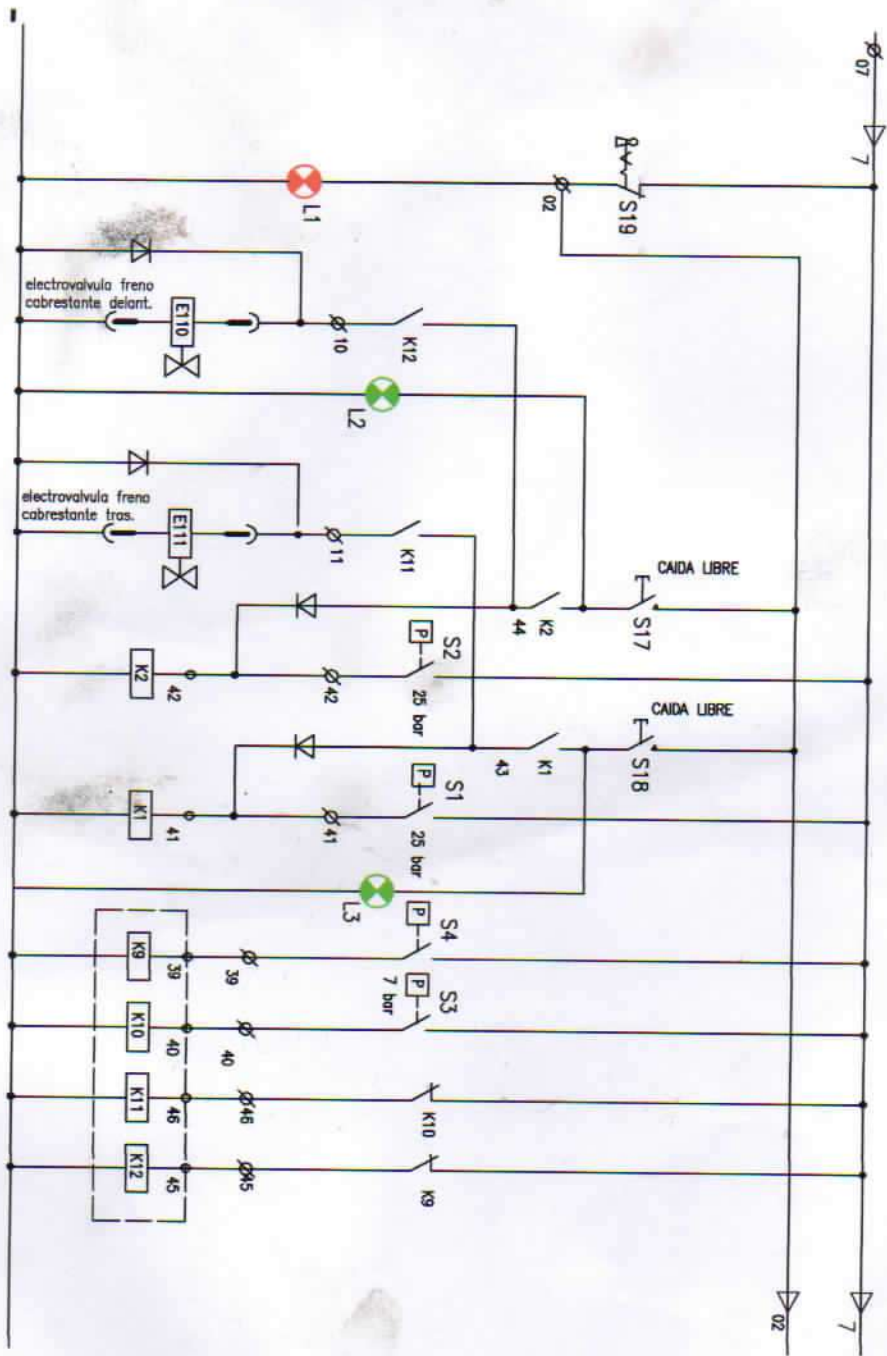 07
7
S19
02
L1
electrovalvula freno
cabrestante delant.
E110
10
K12
L2
electrovalvula freno
cabrestante tras.
E111
11
K11
CAIDA LIBRE
S17
K2
44
P
S2
25 bar
42
42
K2
CAIDA LIBRE
S18
K1
43
P
S1
25 bar
41
41
K1
L3
P
S4
39
39
K9
P
S3
7 bar
40
40
K10
K10
46
46
K11
K9
45
45
K12
02
7